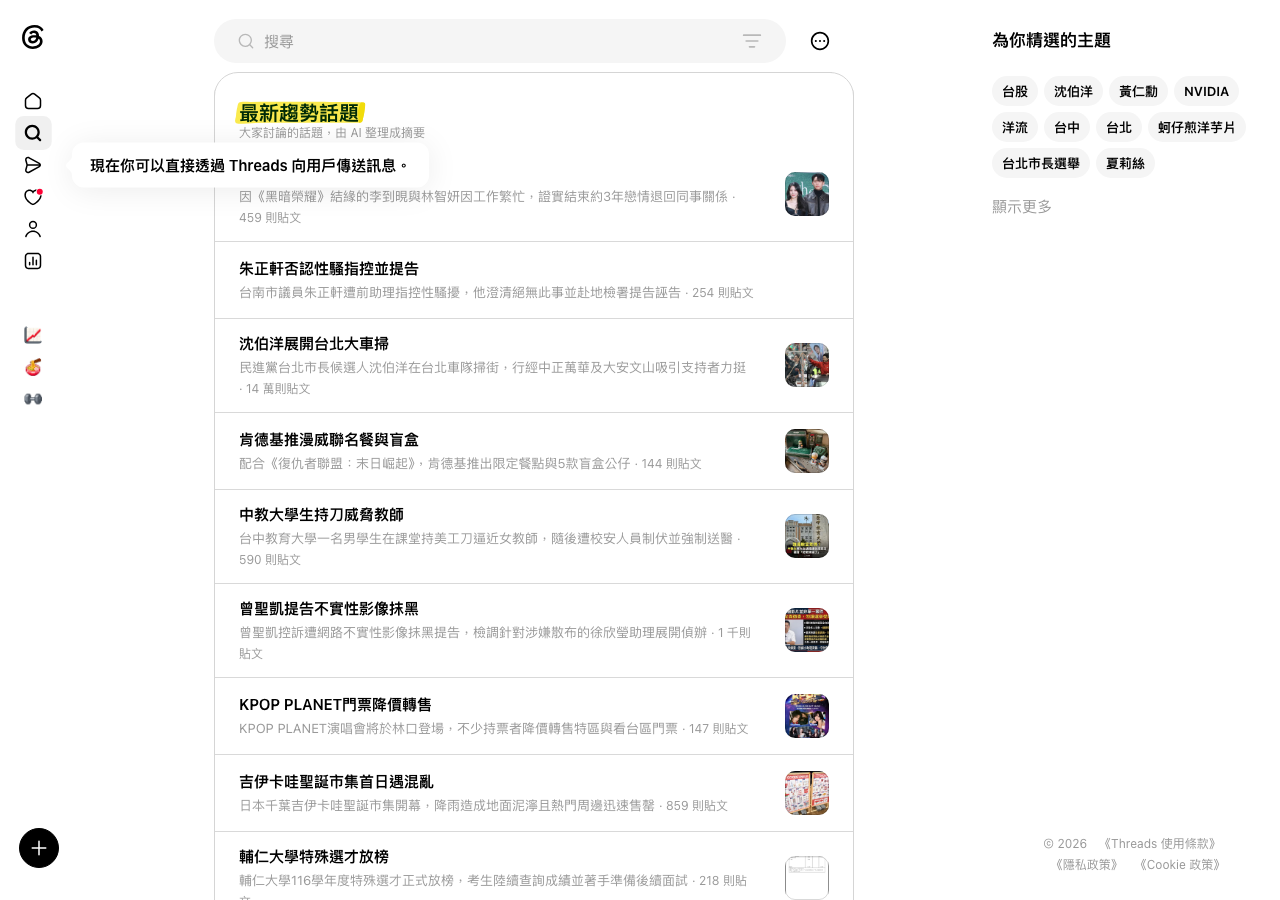 搜尋
最新趨勢話題
大家討論的話題，由 AI 整理成摘要
現在你可以直接透過 Threads 向用戶傳送訊息。
因《黑暗榮耀》結緣的李到晛與林智妍因工作繁忙，證實結束約3年戀情退回同事關係 ·
459 則貼文
朱正軒否認性騷指控並提告
台南市議員朱正軒遭前助理指控性騷擾，他澄清絕無此事並赴地檢署提告誣告 · 254 則貼文
沈伯洋展開台北大車掃
民進黨台北市長候選人沈伯洋在台北車隊掃街，行經中正萬華及大安文山吸引支持者力挺
· 14 萬則貼文
肯德基推漫威聯名餐與盲盒
配合《復仇者聯盟：末日崛起》，肯德基推出限定餐點與5款盲盒公仔 · 144 則貼文
中教大學生持刀威脅教師
台中教育大學一名男學生在課堂持美工刀逼近女教師，隨後遭校安人員制伏並強制送醫 ·
590 則貼文
曾聖凱提告不實性影像抹黑
曾聖凱控訴遭網路不實性影像抹黑提告，檢調針對涉嫌散布的徐欣瑩助理展開偵辦 · 1 千則
貼文
KPOP PLANET門票降價轉售
KPOP PLANET演唱會將於林口登場，不少持票者降價轉售特區與看台區門票 · 147 則貼文
吉伊卡哇聖誕市集首日遇混亂
日本千葉吉伊卡哇聖誕市集開幕，降雨造成地面泥濘且熱門周邊迅速售罄 · 859 則貼文
輔仁大學特殊選才放榜
輔仁大學116學年度特殊選才正式放榜，考生陸續查詢成績並著手準備後續面試 · 218 則貼
文
為你精選的主題
台股 沈伯洋 黃仁勳 NVIDIA
洋流 台中 台北 蚵仔煎洋芋片
台北市長選舉 夏莉絲
顯示更多
© 2026 《Threads 使用條款》
《隱私政策》 《Cookie 政策》